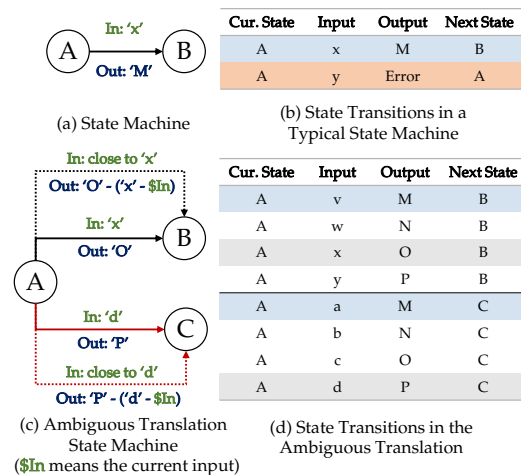 In: 'x'
A
B
Out: 'M'
(a) State Machine
Cur. State Input Output Next State
A x M B
A y Error A
(b) State Transitions in a
Typical State Machine
In: close to 'x'
Out: 'O' - ('x' - $In)
In: 'x'
B
Out: 'O'
A
In: 'd'
C
Out: 'P'
In: close to 'd'
Out: 'P' - ('d' - $In)
(c) Ambiguous Translation
State Machine
($In means the current input)
Cur. State Input Output Next State
A v M B
A w N B
A x O B
A y P B
A a M C
A b N C
A c O C
A d P C
(d) State Transitions in the
Ambiguous Translation